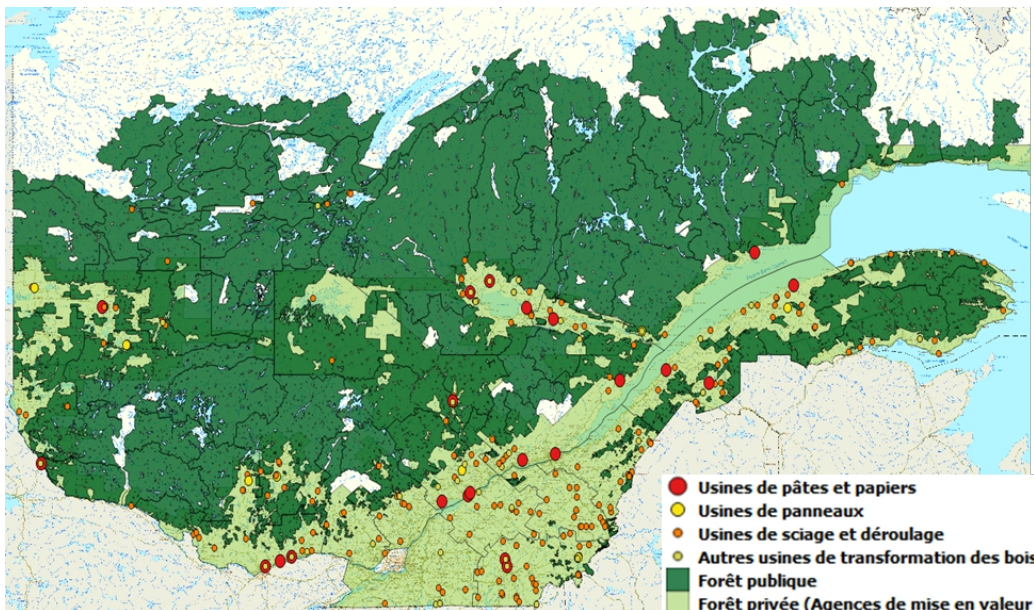 Usines de pâtes et papiers
Usines de panneaux
Usines de sciage et déroulage
Autres usines de transformation des bois
Forêt publique
Forêt privée (Agences de mise en valeur